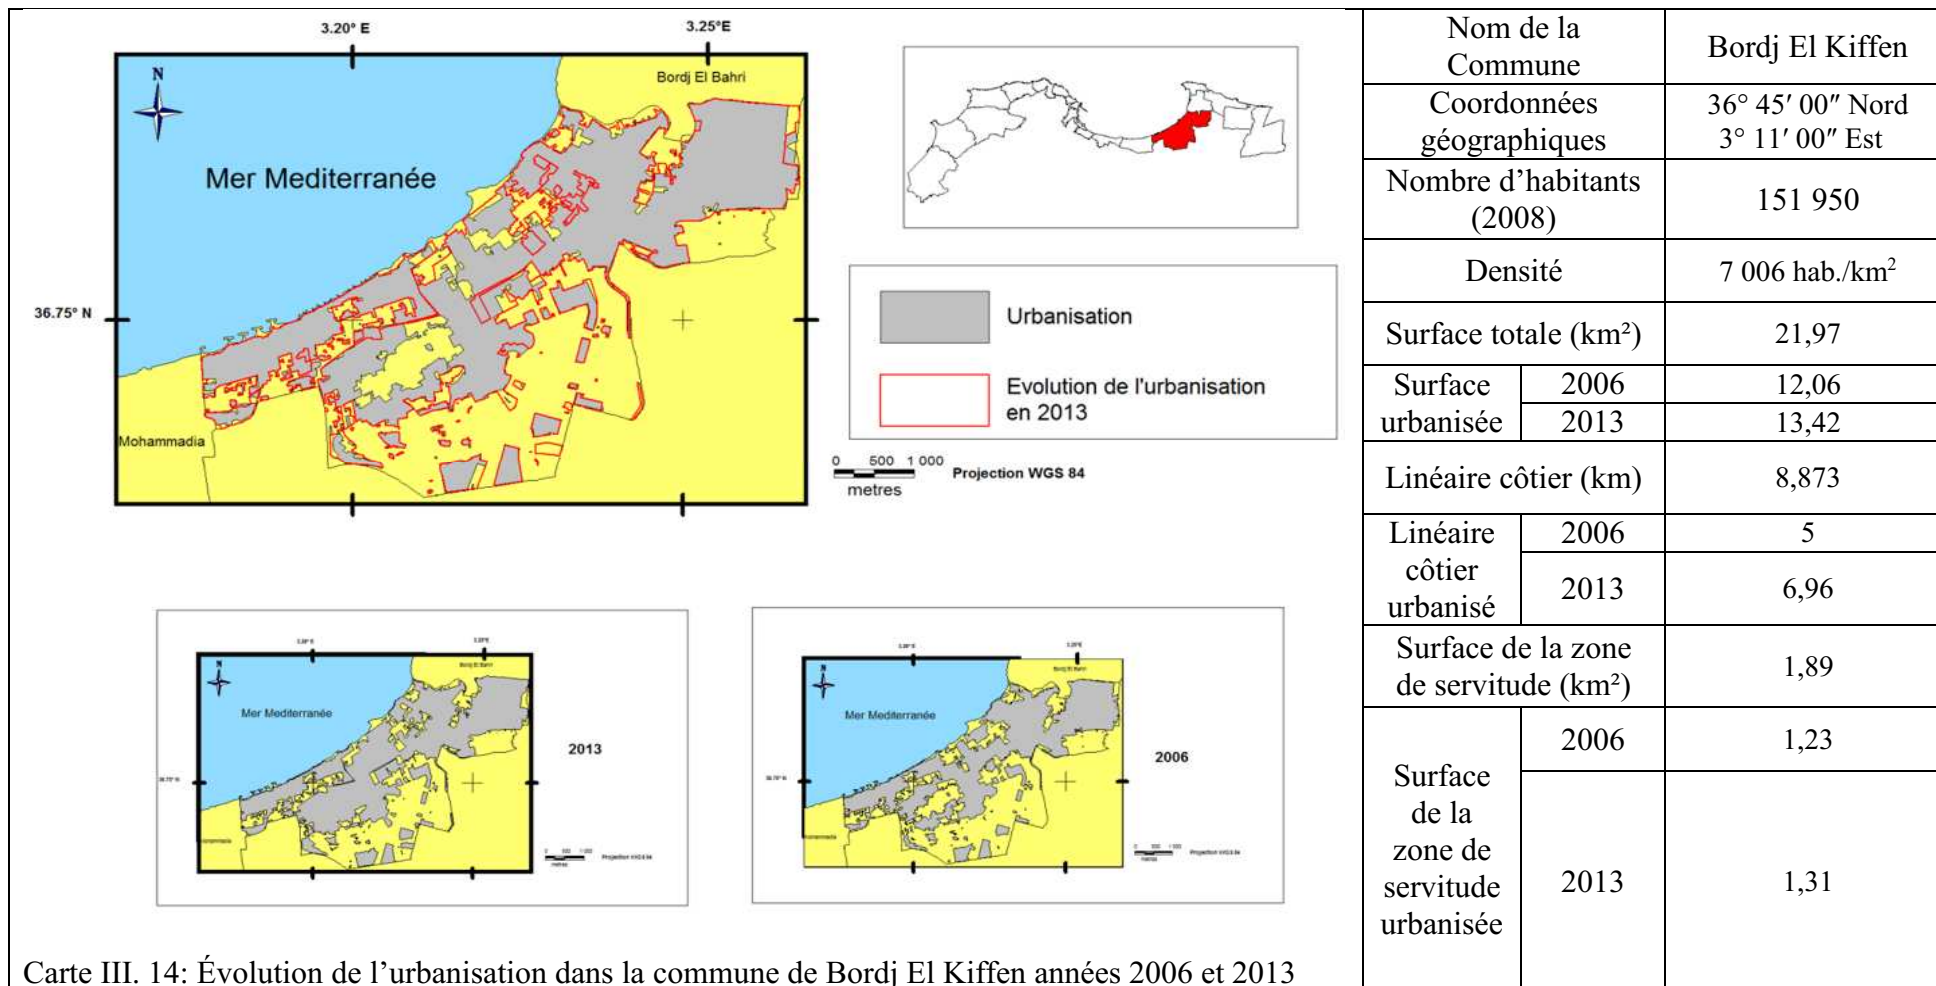 3.20° E
3.25°E
N
Bordj El Bahri
Mer Mediterranée
36.75° N
Mohammadia
Urbanisation
Evolution de l'urbanisation
en 2013
0 500 1 000
metres
Projection WGS 84
N
Mer Mediterranée
2013
metres
N
Mer Mediterranée
2006
metres
Carte III. 14: Évolution de l’urbanisation dans la commune de Bordj El Kiffen années 2006 et 2013
Nom de la
Commune
Bordj El Kiffen
Coordonnées
géographiques
36° 45′ 00″ Nord
3° 11′ 00″ Est
Nombre d’habitants
(2008)
151 950
Densité
7 006 hab./km²
Surface totale (km²)
21,97
Surface
urbanisée
2006
12,06
2013
13,42
Linéaire côtier (km)
8,873
Linéaire
côtier
urbanisé
2006
5
2013
6,96
Surface de la zone
de servitude (km²)
1,89
Surface
de la
zone de
servitude
urbanisée
2006
1,23
2013
1,31